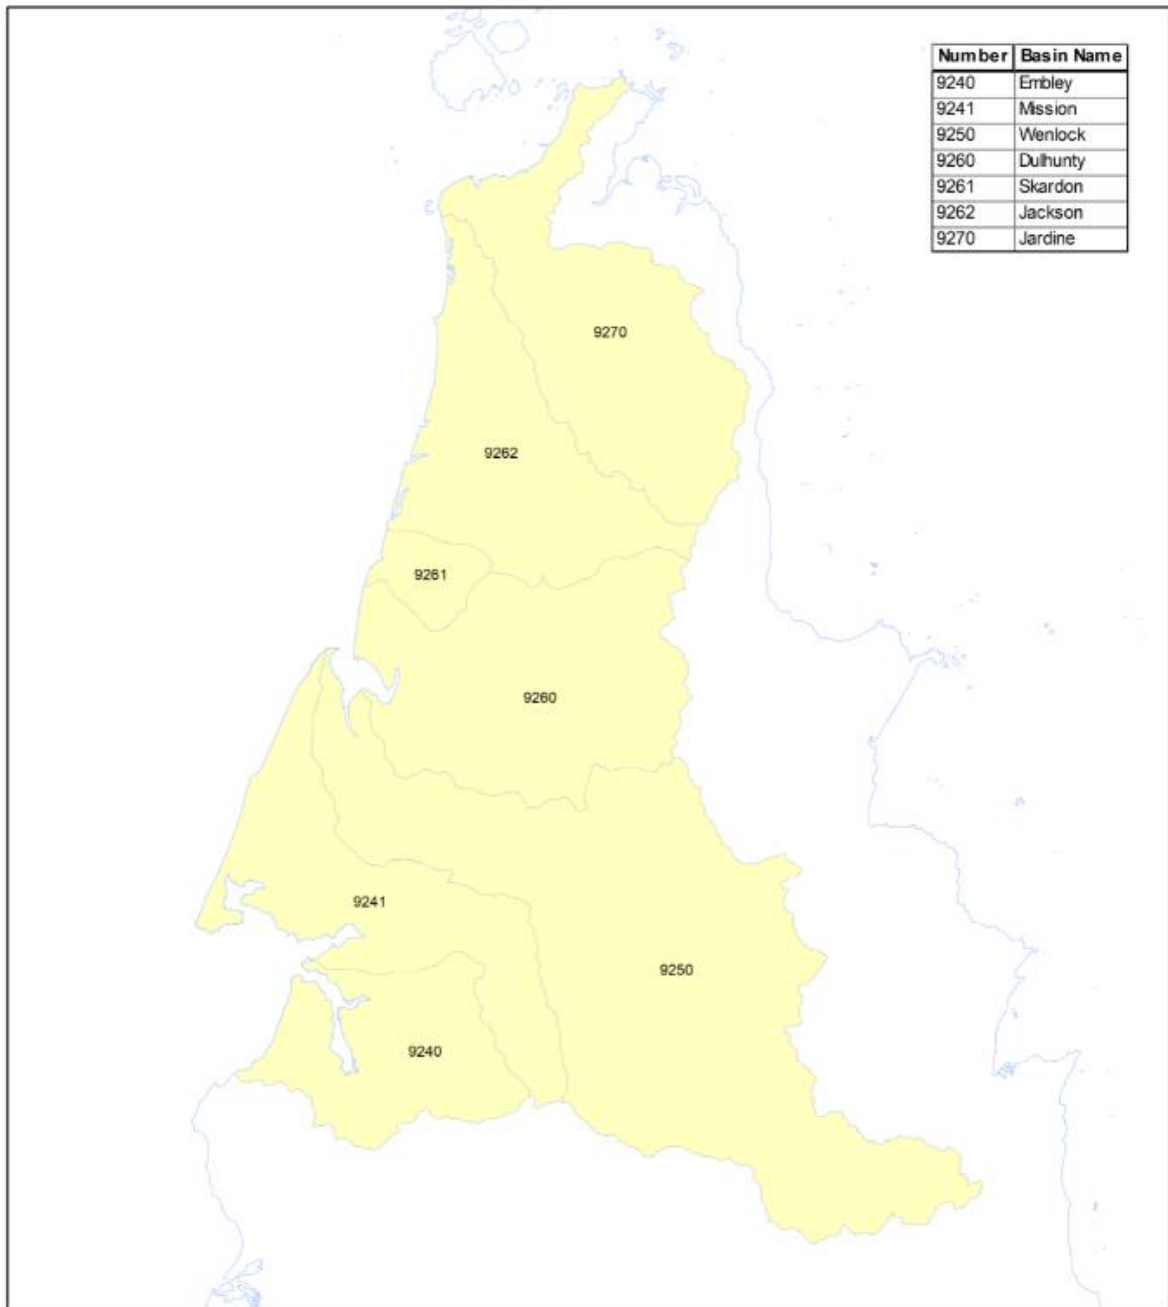 Number Basin Name
9240 Embley
9241 Mission
9250 Wenlock
9260 Dulhunty
9261 Skardon
9262 Jackson
9270 Jardine
9270
9262
9261
9260
9241
9250
9240